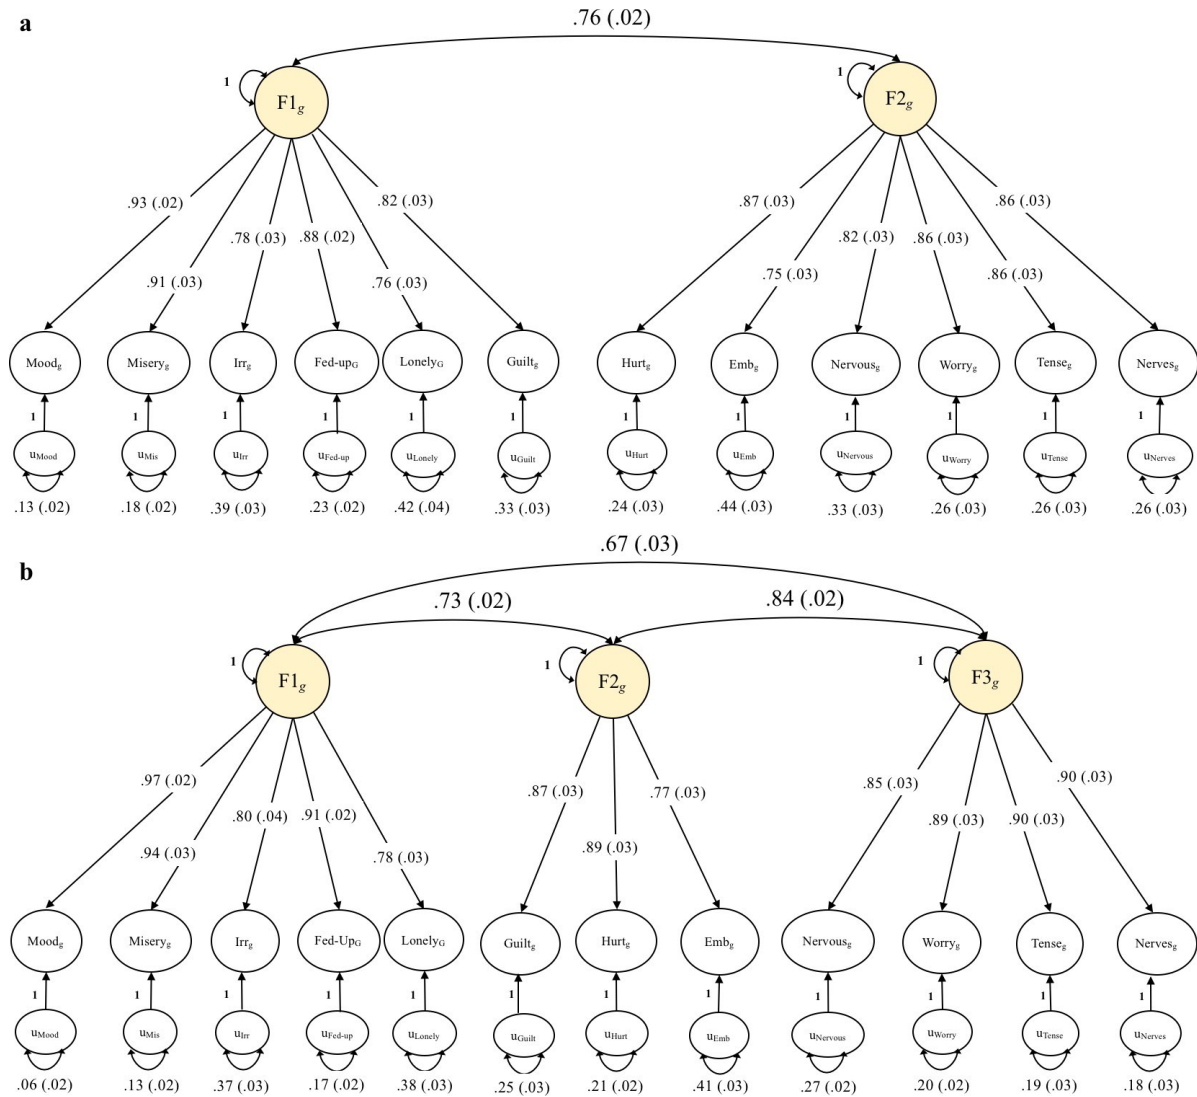 a
.76 (.02)
1
1
F1g
F2g
.93 (.02)
.82 (.03)
.87 (.03)
.86 (.03)
.78 (.03) .88 (.02)
.82 (.03) .86 (.03)
.91 (.03)
.76 (.03)
.75 (.03)
.86 (.03)
Moodg Miseryg Irrg Fed-upG LonelyG Guiltg Hurtg Embg Nervousg Worryg Tenseg Nervesg
1 1 1 1 1 1 1 1 1 1 1 1
uMood uMis uIrr uFed-up uLonely uGuilt uHurt uEmb uNervous uWorry uTense uNerves
.13 (.02) .18 (.02) .39 (.03) .23 (.02) .42 (.04) .33 (.03) .24 (.03) .44 (.03) .33 (.03) .26 (.03) .26 (.03) .26 (.03)
.67 (.03)
b
.73 (.02)
.84 (.02)
1
1
1
F1g
F2g
F3g
.97 (.02)
.87 (.03)
.77 (.03)
.85 (.03)
.90 (.03)
.80 (.04) .91 (.02)
.89 (.03) .90 (.03)
.94 (.03)
.78 (.03)
.89 (.03)
Moodg Miseryg Irrg Fed-UpG LonelyG Guiltg Hurtg Embg Nervousg Worryg Tenseg Nervesg
1 1 1 1 1 1 1 1 1 1 1 1
uMood uMis uIrr uFed-up uLonely uGuilt uHurt uEmb uNervous uWorry uTense uNerves
.06 (.02) .13 (.02) .37 (.03) .17 (.02) .38 (.03) .25 (.03) .21 (.02) .41 (.03) .27 (.02) .20 (.02) .19 (.03) .18 (.03)